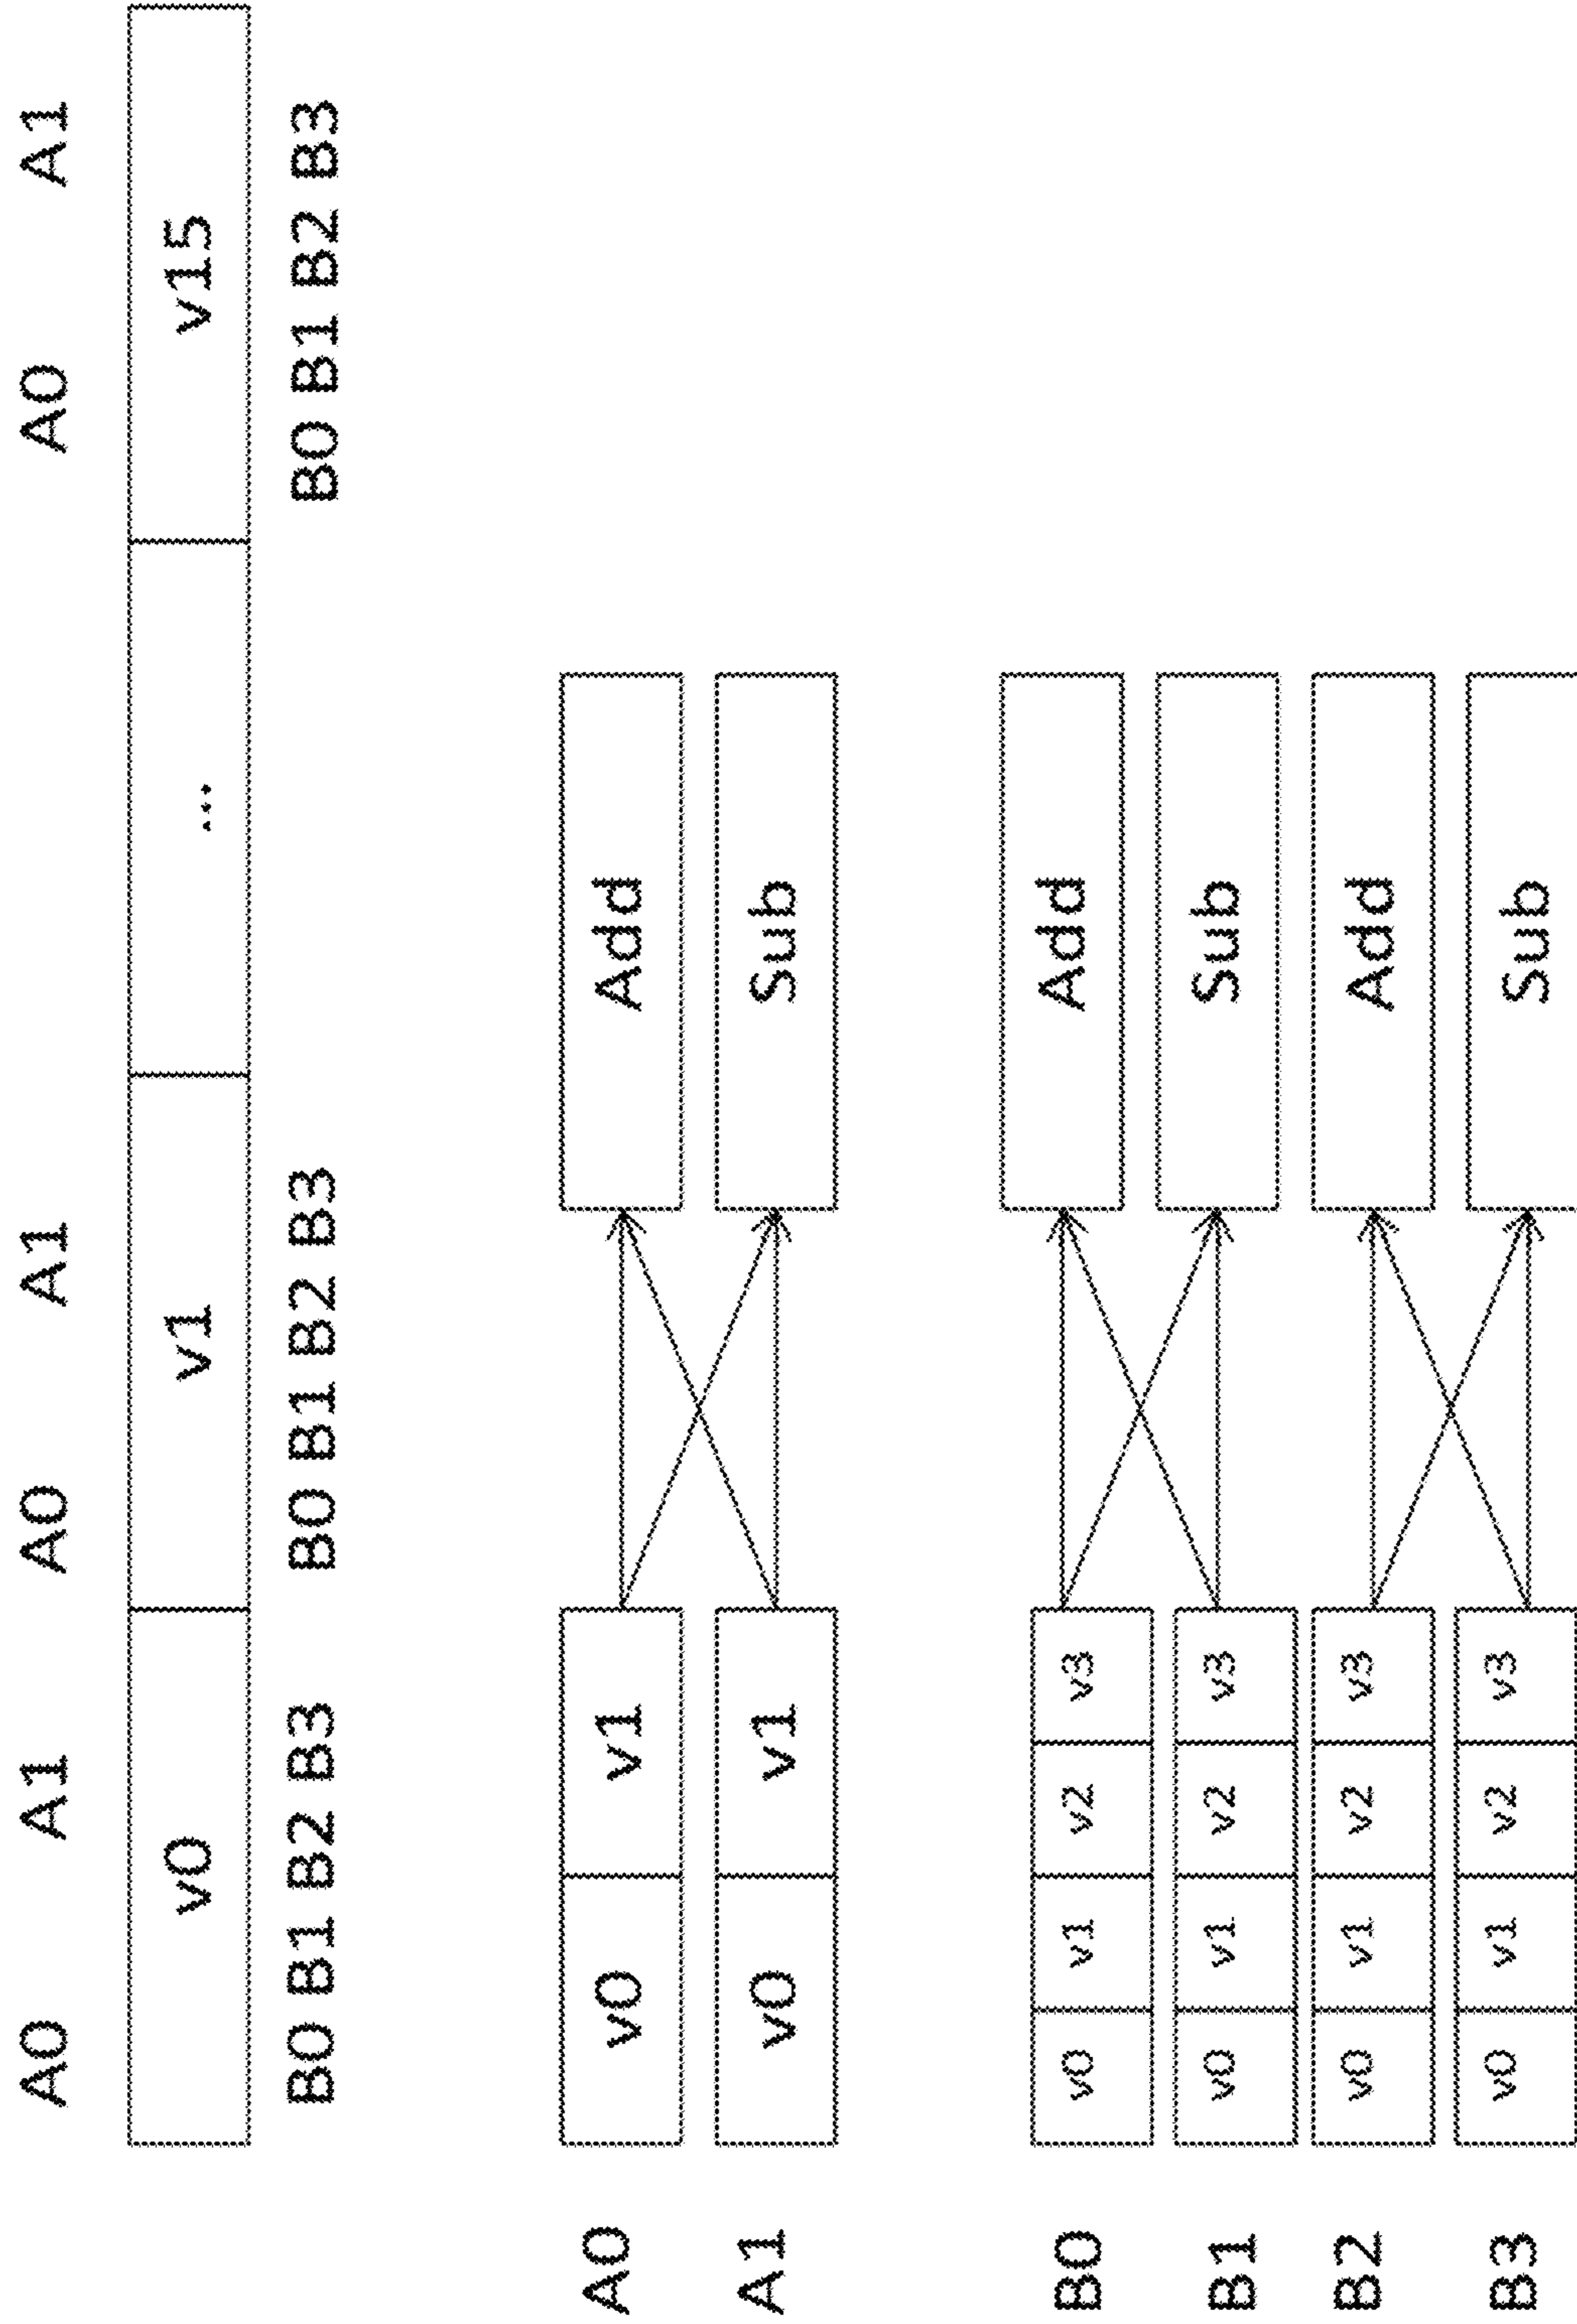 A0 A1 A0 A1 A0 A1
v0 v1 ... v15
B0 B1 B2 B3 B0 B1 B2 B3 B0 B1 B2 B3
A0 v0 v1 Add
A1 v0 v1 Sub
B0 v0 v1 v2 v3 Add
B1 v0 v1 v2 v3 Sub
B2 v0 v1 v2 v3 Add
B3 v0 v1 v2 v3 Sub